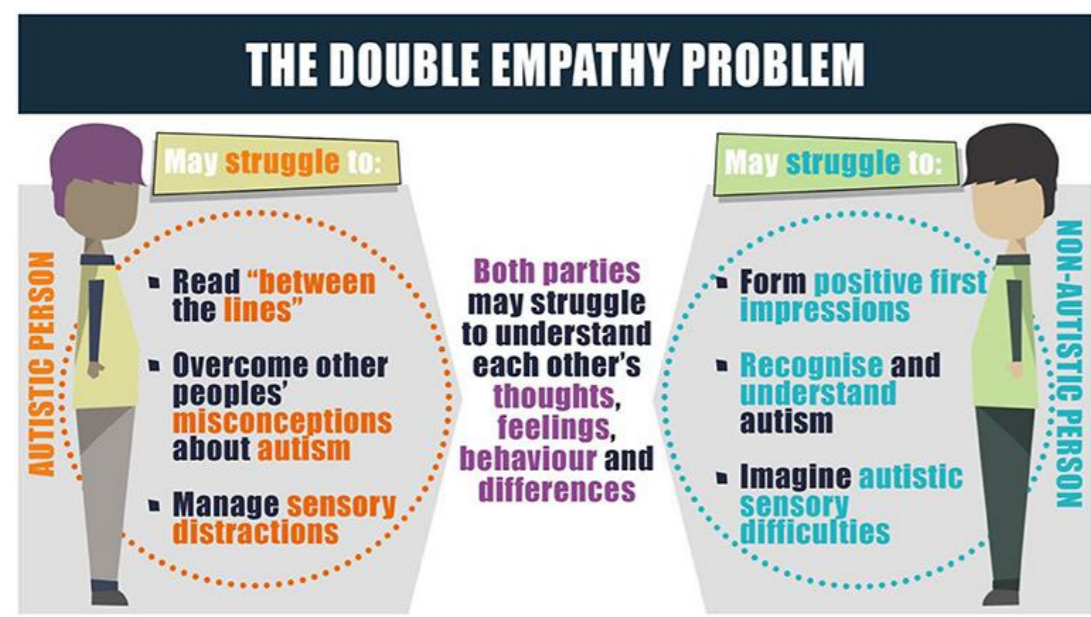 THE DOUBLE EMPATHY PROBLEM
AUTISTIC PERSON
May struggle to:
▪ Read “between
the lines”
▪ Overcome other
peoples’
misconceptions
about autism
▪ Manage sensory
distractions
Both parties
may struggle
to understand
each other’s
thoughts,
feelings,
behaviour and
differences
May struggle to:
▪ Form positive first
impressions
▪ Recognise and
understand
autism
▪ Imagine autistic
sensory
difficulties
NON-AUTISTIC PERSON